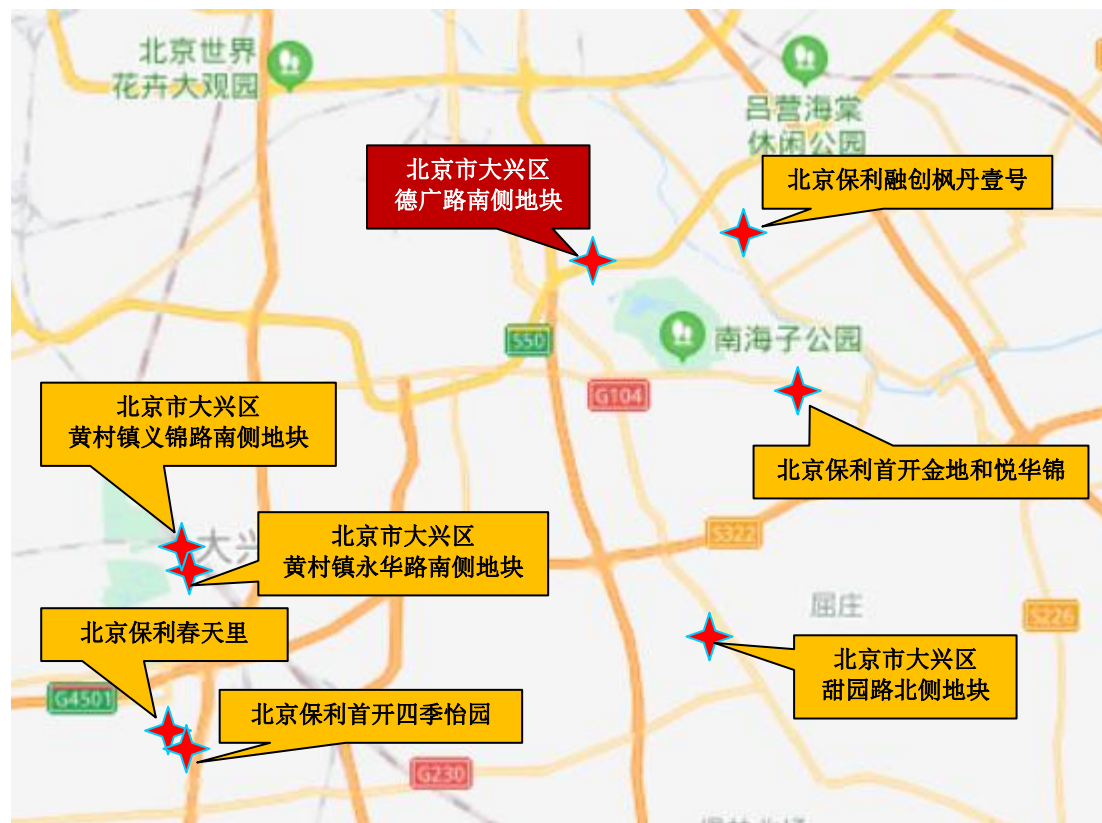 北京世界
花卉大观园
吕营海棠
休闲公园
北京市大兴区
德广路南侧地块
北京保利融创枫丹壹号
S50
南海子公园
G104
北京市大兴区
黄村镇义锦路南侧地块
北京保利首开金地和悦华锦
大兴
北京市大兴区
黄村镇永华路南侧地块
S322
屈庄
S226
北京保利春天里
北京市大兴区
甜园路北侧地块
G4501
北京保利首开四季怡园
G230